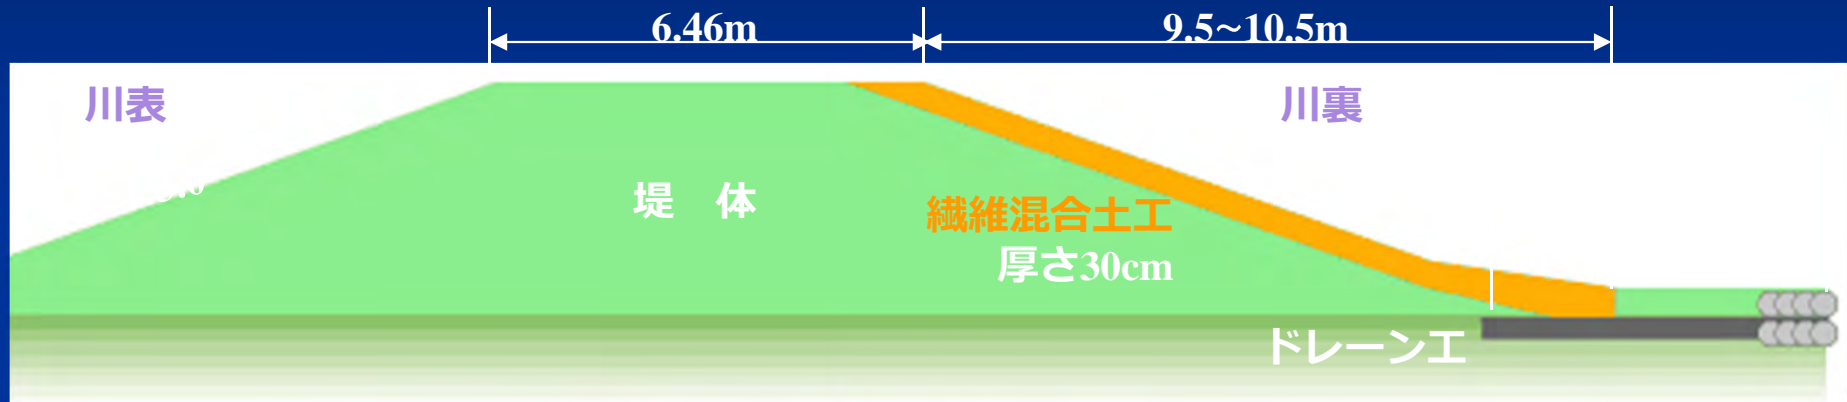 6.46m
9.5~10.5m
川表
川裏
堤　体
繊維混合土工
厚さ30cm
ドレーン工